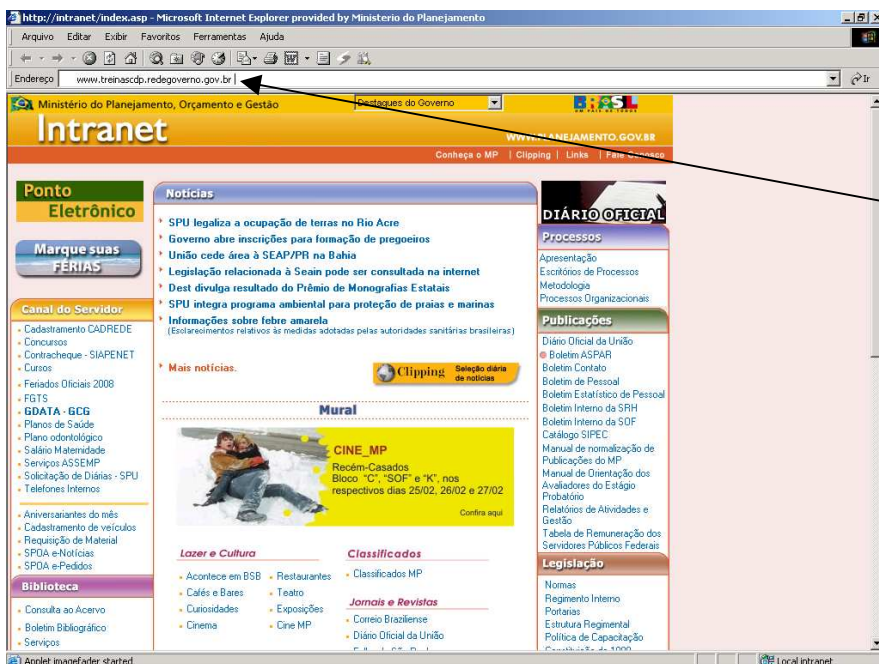 http://intranet/index.asp - Microsoft Internet Explorer provided by Ministerio do Planejamento
Arquivo Editar Exibir Favoritos Ferramentas Ajuda
Endereço www.treinascdp.redegoverno.gov.br Ir
Ministério do Planejamento, Orçamento e Gestão
Destaques do Governo
BRASIL
Intranet
WWW.PLANEJAMENTO.GOV.BR
Conheça o MP | Clipping | Links | Fale Conosco
Ponto
Eletrônico
Marque suas
FÉRIAS
Canal do Servidor
Cadastramento CADREDE
Concursos
Contracheque - SIAPENET
Cursos
Feriados Oficiais 2008
FGTS
GDATA - GCG
Planos de Saúde
Plano odontológico
Salário Maternidade
Serviços ASSEMP
Solicitação de Diárias - SPU
Telefones Internos
Aniversariantes do mês
Cadastramento de veículos
Requisição de Material
SPOA e-Notícias
SPOA e-Pedidos
Biblioteca
Consulta ao Acervo
Boletim Bibliográfico
Serviços
Notícias
SPU legaliza a ocupação de terras no Rio Acre
Governo abre inscrições para formação de pregoeiros
União cede área à SEAP/PR na Bahia
Legislação relacionada à Seain pode ser consultada na internet
Dest divulga resultado do Prêmio de Monografias Estatais
SPU integra programa ambiental para proteção de praias e marinas
Informações sobre febre amarela
(Esclarecimentos relativos às medidas adotadas pelas autoridades sanitárias brasileiras)
Mais notícias.
Clipping Seleção diária
de notícias
Mural
CINE_MP
Recém-Casados
Bloco "C", "SOF" e "K", nos
respectivos dias 25/02, 26/02 e 27/02
Confira aqui
Lazer e Cultura
Acontece em BSB
Restaurantes
Cafés e Bares
Teatro
Curiosidades
Exposições
Cinema
Cine MP
Classificados
Classificados MP
Jornais e Revistas
Correio Braziliense
Diário Oficial da União
DIÁRIO OFICIAL
Processos
Apresentação
Escritórios de Processos
Metodologia
Processos Organizacionais
Publicações
Diário Oficial da União
Boletim ASPAR
Boletim Contato
Boletim de Pessoal
Boletim Estatístico de Pessoal
Boletim Interno da SRH
Boletim Interno da SOF
Catálogo SIPEC
Manual de normalização de
Publicações do MP
Manual de Orientação dos
Avaliadores do Estágio
Probatório
Relatórios de Atividades e
Gestão
Tabela de Remuneração dos
Servidores Públicos Federais
Legislação
Normas
Regimento Interno
Portarias
Estrutura Regimental
Política de Capacitação
Applet imagefader started
Local intranet